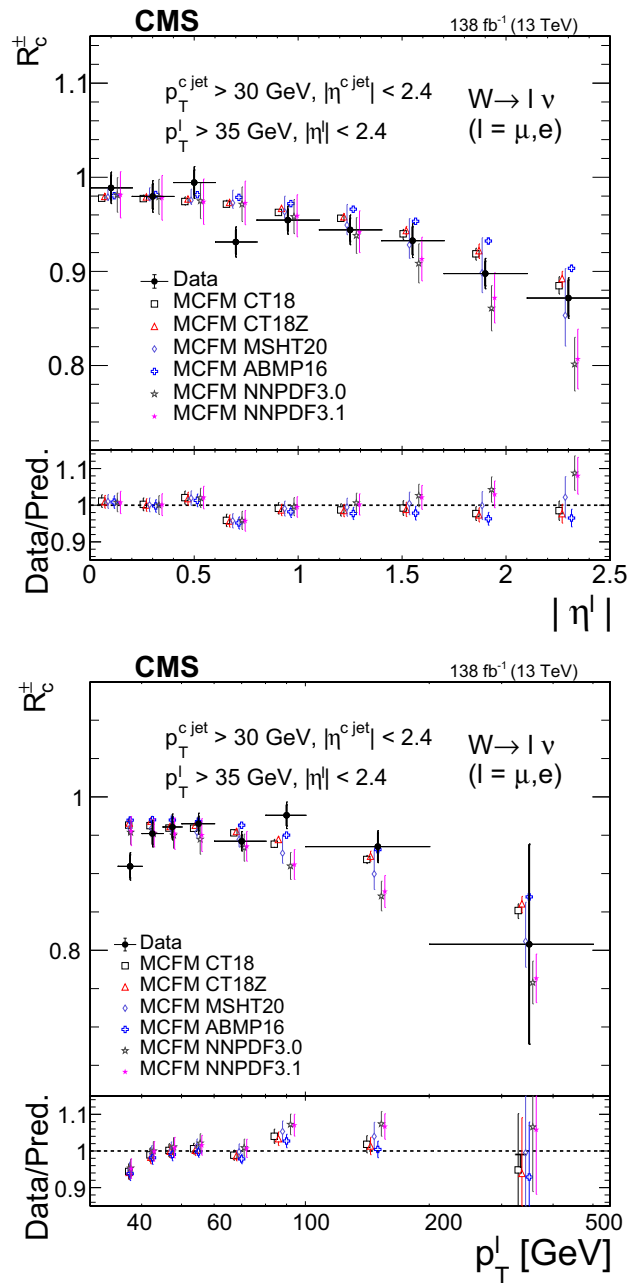 CMS 138 fb⁻¹ (13 TeV)
R_c^±
p_T^{c jet} > 30 GeV, |η^{c jet}| < 2.4
p_T^l > 35 GeV, |η^l| < 2.4
W → l ν
(l = μ,e)
1.1
1
0.9
0.8
Data
MCFM CT18
MCFM CT18Z
MCFM MSHT20
MCFM ABMP16
MCFM NNPDF3.0
MCFM NNPDF3.1
Data/Pred.
1.1
1
0.9
0 0.5 1 1.5 2 2.5
| η^l |
CMS 138 fb⁻¹ (13 TeV)
R_c^±
p_T^{c jet} > 30 GeV, |η^{c jet}| < 2.4
p_T^l > 35 GeV, |η^l| < 2.4
W → l ν
(l = μ,e)
1
0.8
Data
MCFM CT18
MCFM CT18Z
MCFM MSHT20
MCFM ABMP16
MCFM NNPDF3.0
MCFM NNPDF3.1
Data/Pred.
1.1
1
0.9
40 60 100 200 500
p_T^l [GeV]